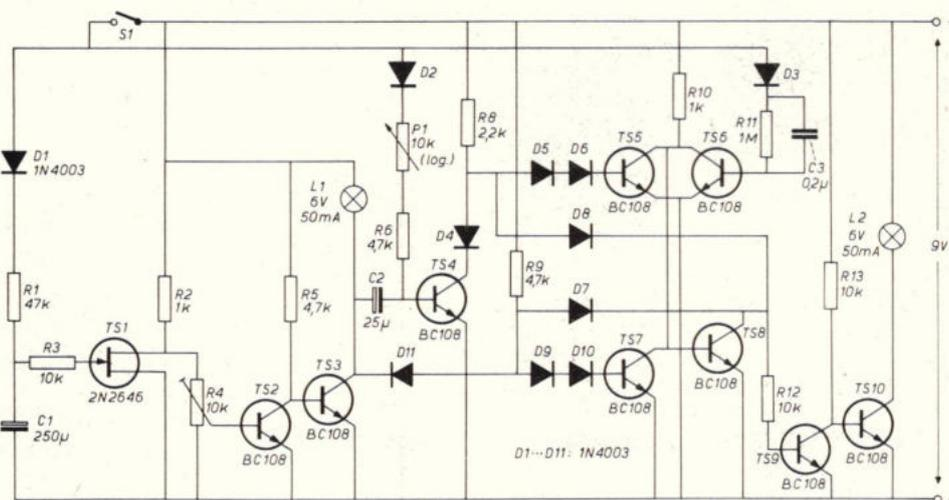 S1
D2
D3
R10
1k
R8
2,2k
R11
1M
P1
10k
(log.)
TS5
TS6
D5
D6
D1
1N4003
C3
0,2µ
L1
6V
50mA
BC108
BC108
D8
L2
6V
50mA
9V
R6
4,7k
D4
R9
4,7k
TS4
R1
47k
R2
1k
R5
4,7k
C2
25µ
R13
10k
D7
BC108
TS1
R3
10k
TS3
D11
D9
D10
TS7
TS8
2N2646
R4
10k
TS2
BC108
BC108
R12
10k
TS10
C1
250µ
BC108
BC108
D1···D11: 1N4003
TS9
BC108
BC108